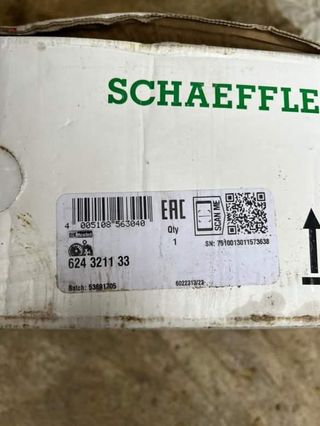 SCHAEFFLE
4 005108 563040
EAC
Qty
1
SCAN ME
SN: 7510013011573638
624 3211 33
Batch: 53691705
6022313/23